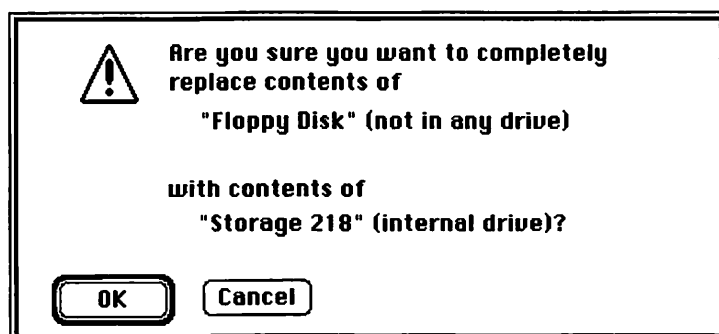 Are you sure you want to completely
replace contents of
"Floppy Disk" (not in any drive)
with contents of
"Storage 218" (internal drive)?
OK
Cancel